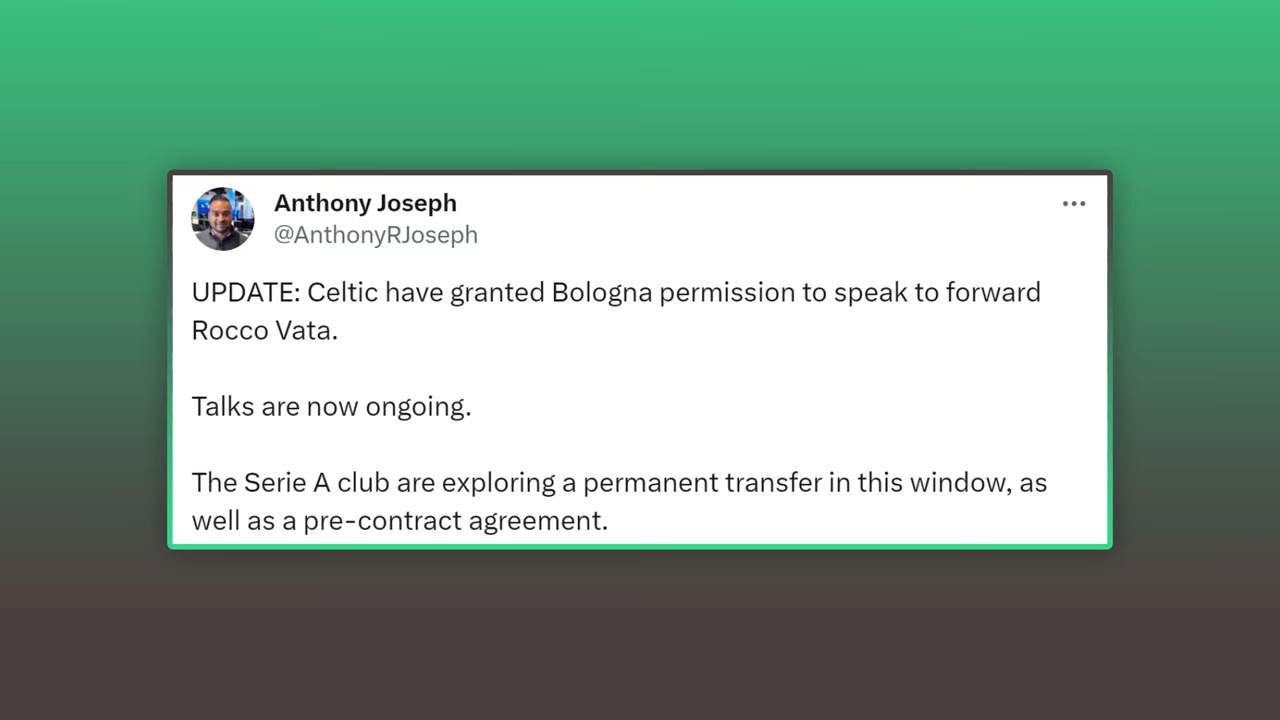 Anthony Joseph
@AnthonyRJoseph
UPDATE: Celtic have granted Bologna permission to speak to forward
Rocco Vata.
Talks are now ongoing.
The Serie A club are exploring a permanent transfer in this window, as
well as a pre-contract agreement.